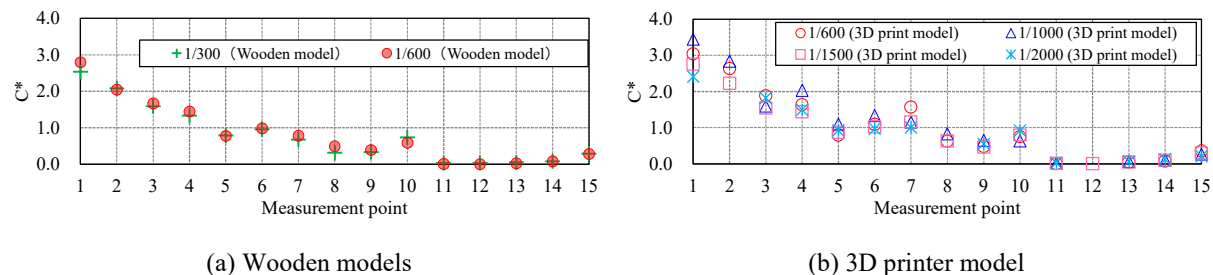 4.0
3.0
2.0
1.0
0.0
C*
1/300（Wooden model） 1/600（Wooden model）
1 2 3 4 5 6 7 8 9 10 11 12 13 14 15
Measurement point
(a) Wooden models
4.0
3.0
2.0
1.0
0.0
C*
1/600 (3D print model) 1/1000 (3D print model)
1/1500 (3D print model) 1/2000 (3D print model)
1 2 3 4 5 6 7 8 9 10 11 12 13 14 15
Measurement point
(b) 3D printer model